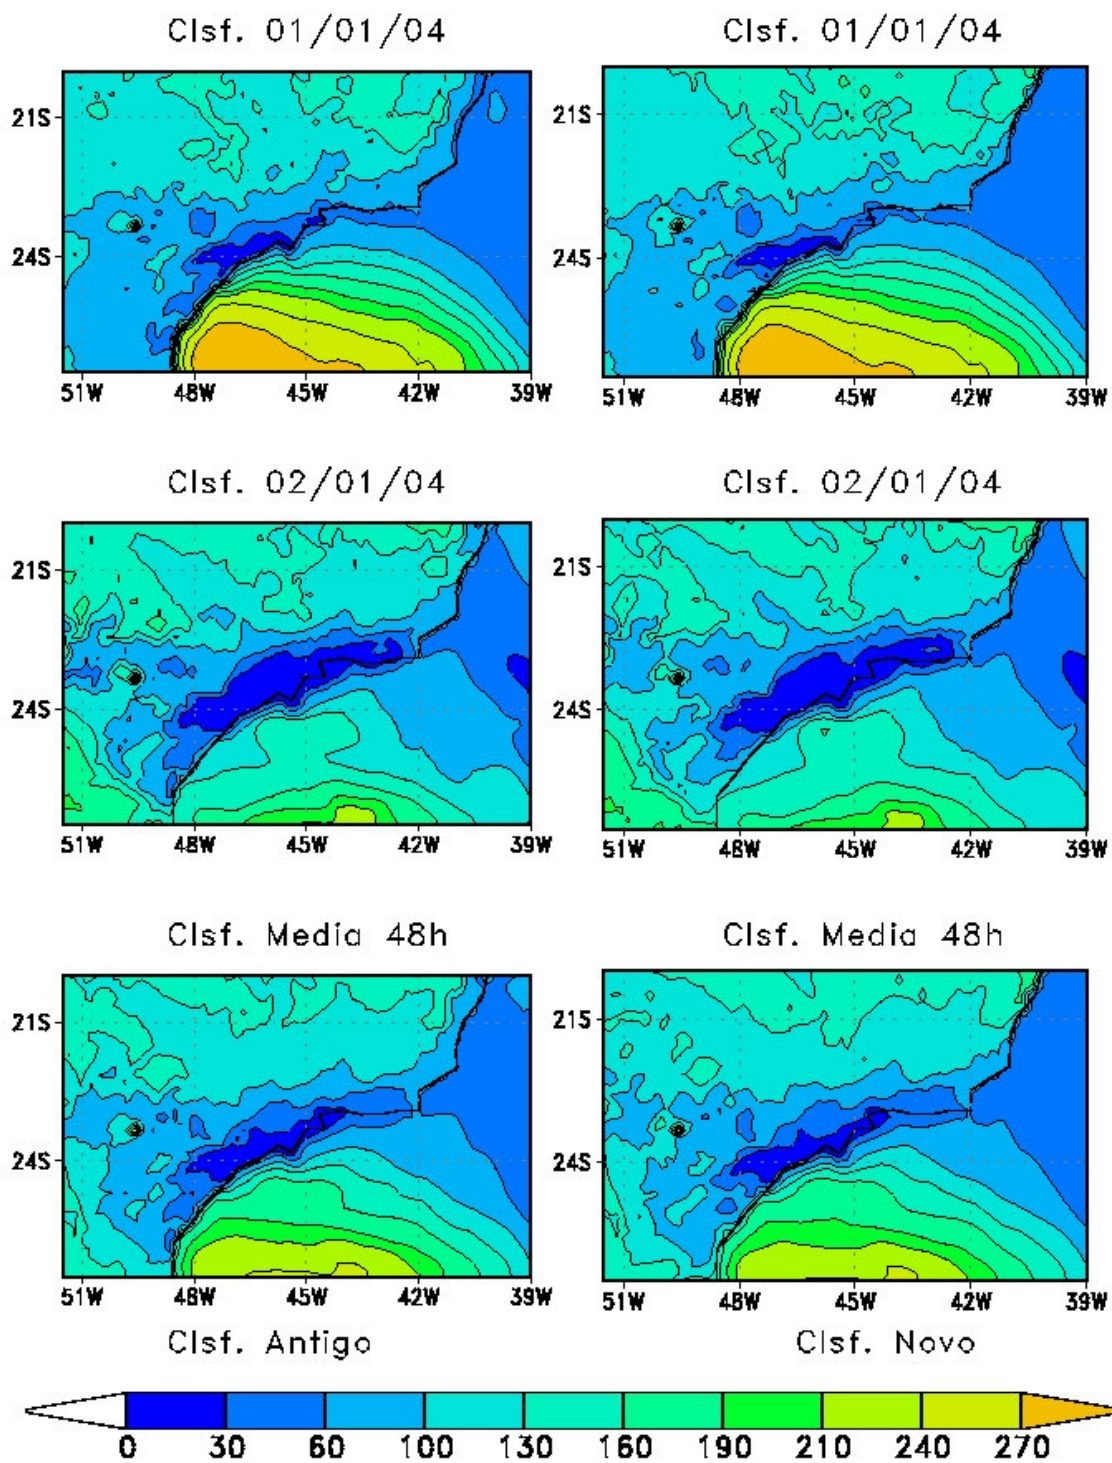 Clsf. 01/01/04
Clsf. 01/01/04
21S
24S
51W 48W 45W 42W 39W
21S
24S
51W 48W 45W 42W 39W
Clsf. 02/01/04
Clsf. 02/01/04
21S
24S
51W 48W 45W 42W 39W
21S
24S
51W 48W 45W 42W 39W
Clsf. Media 48h
Clsf. Media 48h
21S
24S
51W 48W 45W 42W 39W
21S
24S
51W 48W 45W 42W 39W
Clsf. Antigo
Clsf. Novo
0 30 60 100 130 160 190 210 240 270